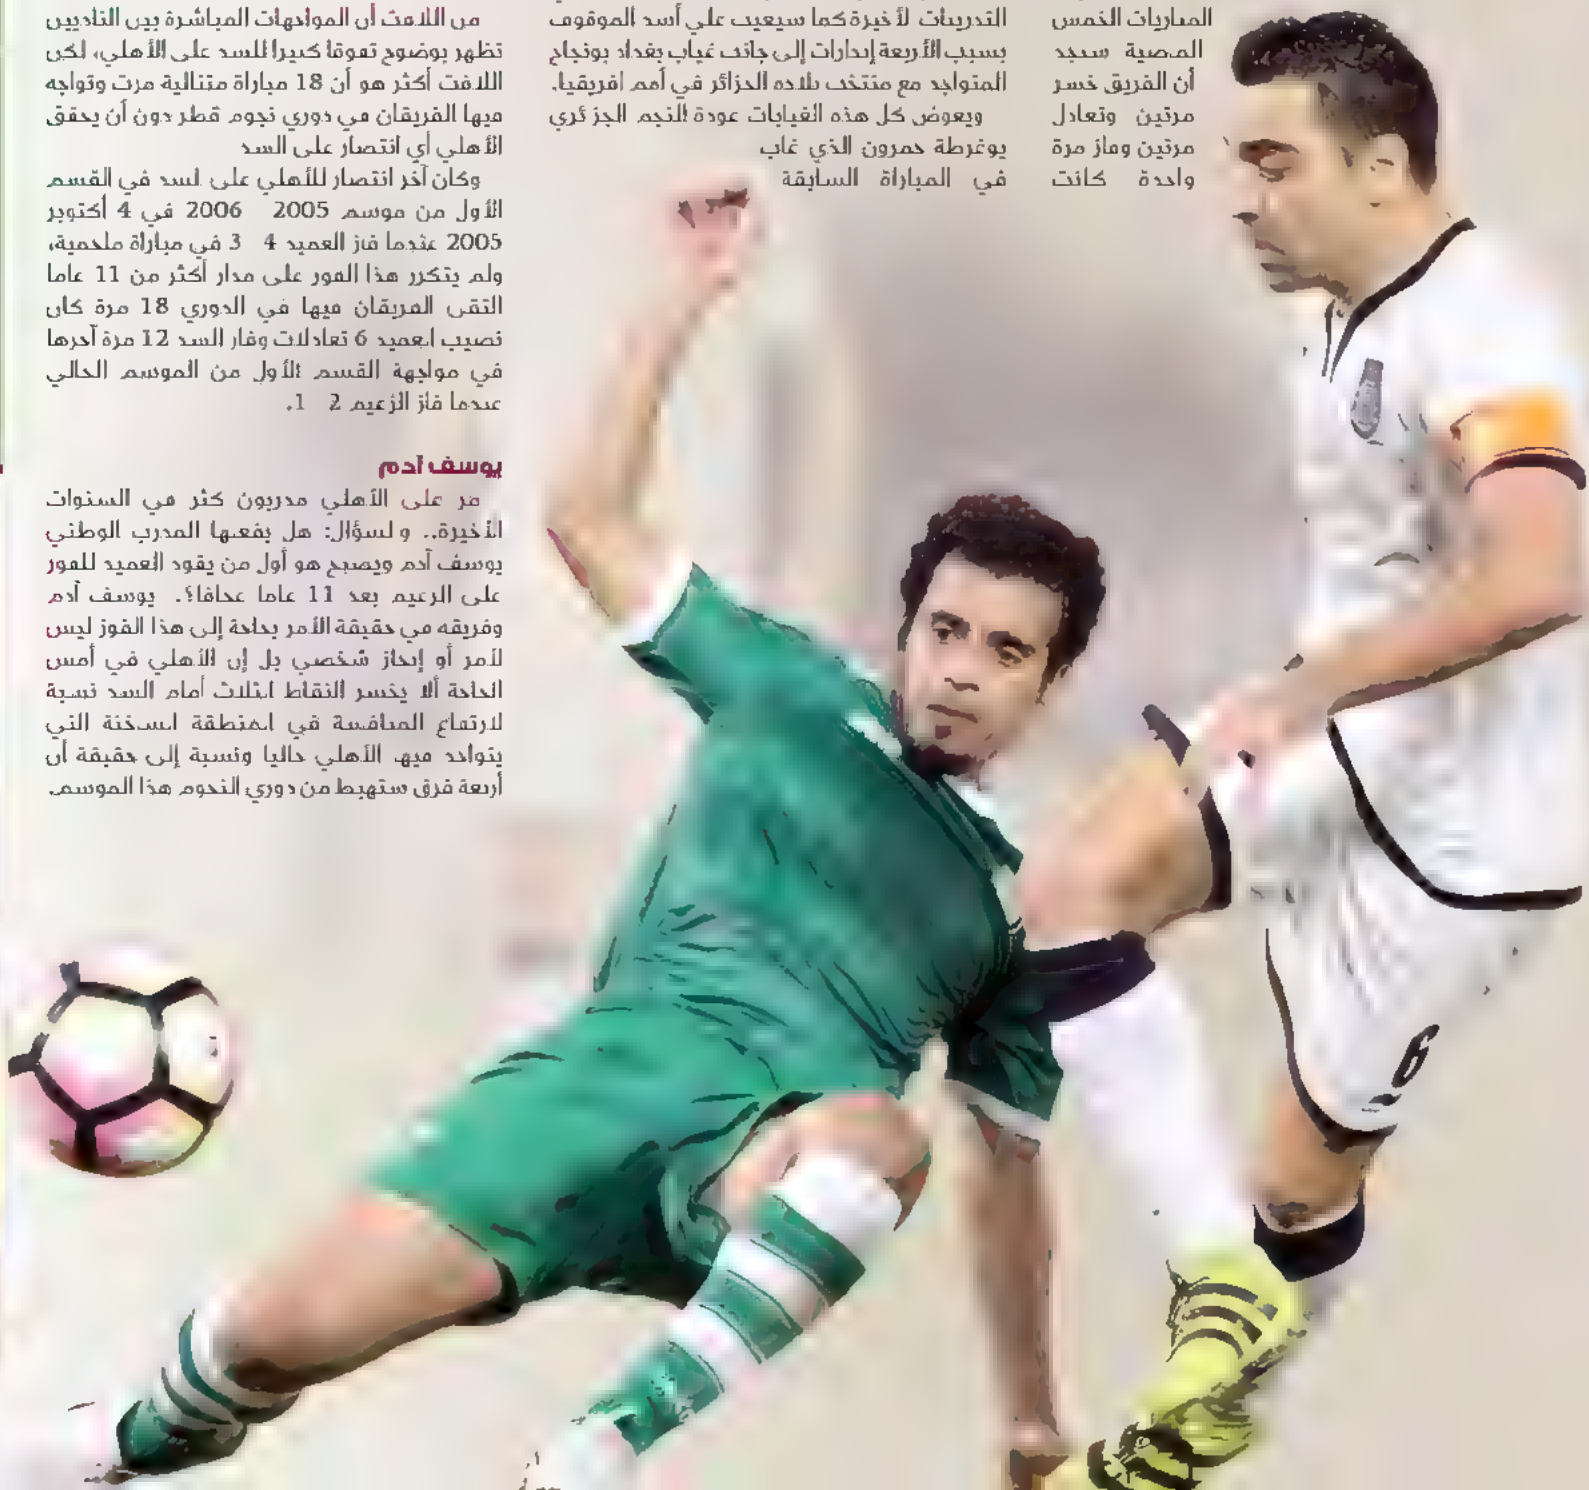 المباريات الخمس
الماضية سنجد
أن الفريق خسر
مرتين وتعادل
مرتين وفاز مرة
واحدة كانت
التدريبات الأخيرة كما سيغيب علي أسد الموقوف
بسبب الأربعة إنذارات إلى جانب غياب بغداد بونجاح
المتواجد مع منتخب بلاده الجزائر في أمم افريقيا.
ويعوض كل هذه الغيابات عودة النجم الجزائري
يوغرطة حمرون الذي غاب
في المباراة السابقة
من اللافت أن المواجهات المباشرة بين الناديين
تظهر بوضوح تفوقا كبيرا للسد على الأهلي، لكن
اللافت أكثر هو أن 18 مباراة متتالية مرت وتواجه
فيها الفريقان في دوري نجوم قطر دون أن يحقق
الأهلي أي انتصار على السد
وكان آخر انتصار للأهلي على السد في القسم
الأول من موسم 2005 2006 في 4 أكتوبر
2005 عندما فاز العميد 4 3 في مباراة ملحمية،
ولم يتكرر هذا الفوز على مدار أكثر من 11 عاما
التقى الفريقان فيها في الدوري 18 مرة كان
نصيب العميد 6 تعادلات وفاز السد 12 مرة آخرها
في مواجهة القسم الأول من الموسم الحالي
عندما فاز الزعيم 2 1.
يوسف آدم
مر على الأهلي مدربون كثر في السنوات
الأخيرة.. والسؤال: هل يفعلها المدرب الوطني
يوسف آدم ويصبح هو أول من يقود العميد للفوز
على الزعيم بعد 11 عاما عجافا؟. يوسف آدم
وفريقه في حقيقة الأمر بحاجة إلى هذا الفوز ليس
لأمر أو إنجاز شخصي بل إن الأهلي في أمس
الحاجة ألا يخسر النقاط الثلاث أمام السد نسبة
لارتفاع المنافسة في المنطقة الساخنة التي
يتواجد فيها الأهلي حاليا ونسبة إلى حقيقة أن
أربعة فرق ستهبط من دوري النجوم هذا الموسم.
6